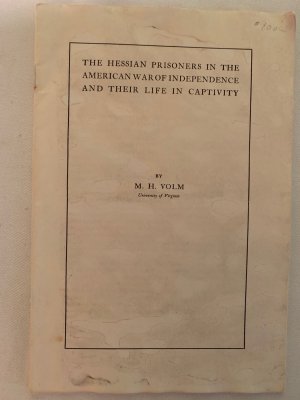 THE HESSIAN PRISONERS IN THE
AMERICAN WAR OF INDEPENDENCE
AND THEIR LIFE IN CAPTIVITY
BY
M. H. VOLM
University of Virginia